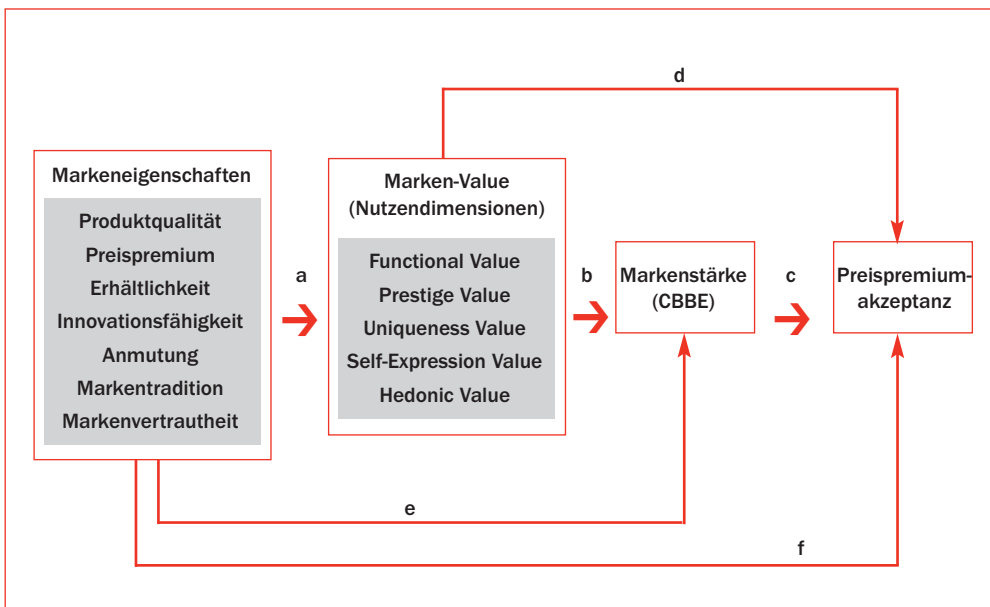 d
Markeneigenschaften
Produktqualität
Preispremium
Erhältlichkeit
Innovationsfähigkeit
Anmutung
Markentradition
Markenvertrautheit
a
Marken-Value
(Nutzendimensionen)
Functional Value
Prestige Value
Uniqueness Value
Self-Expression Value
Hedonic Value
b
Markenstärke
(CBBE)
c
Preispremium-
akzeptanz
e
f